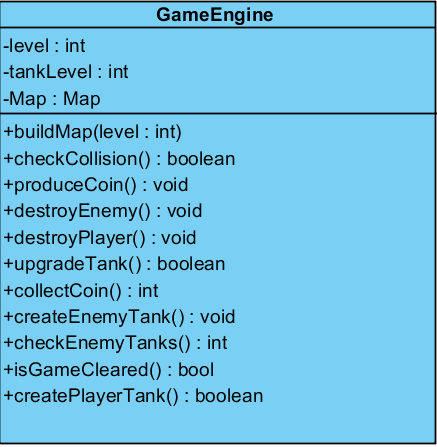 GameEngine
-level : int
-tankLevel : int
-Map : Map
+buildMap(level : int)
+checkCollision() : boolean
+produceCoin() : void
+destroyEnemy() : void
+destroyPlayer() : void
+upgradeTank() : boolean
+collectCoin() : int
+createEnemyTank() : void
+checkEnemyTanks() : int
+isGameCleared() : bool
+createPlayerTank() : boolean